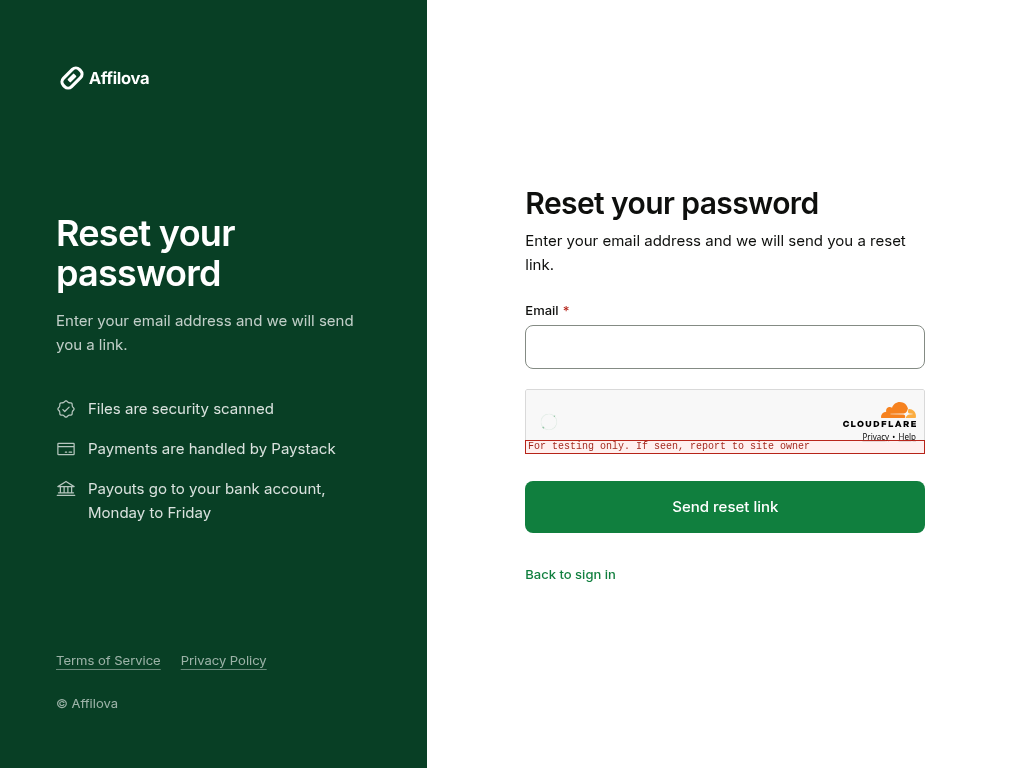 Affilova
Reset your
password
Enter your email address and we will send
you a link.
Files are security scanned
Payments are handled by Paystack
Payouts go to your bank account,
Monday to Friday
Terms of Service
Privacy Policy
© Affilova
Reset your password
Enter your email address and we will send you a reset
link.
Email *
CLOUDFLARE
Privacy • Help
For testing only. If seen, report to site owner
Send reset link
Back to sign in